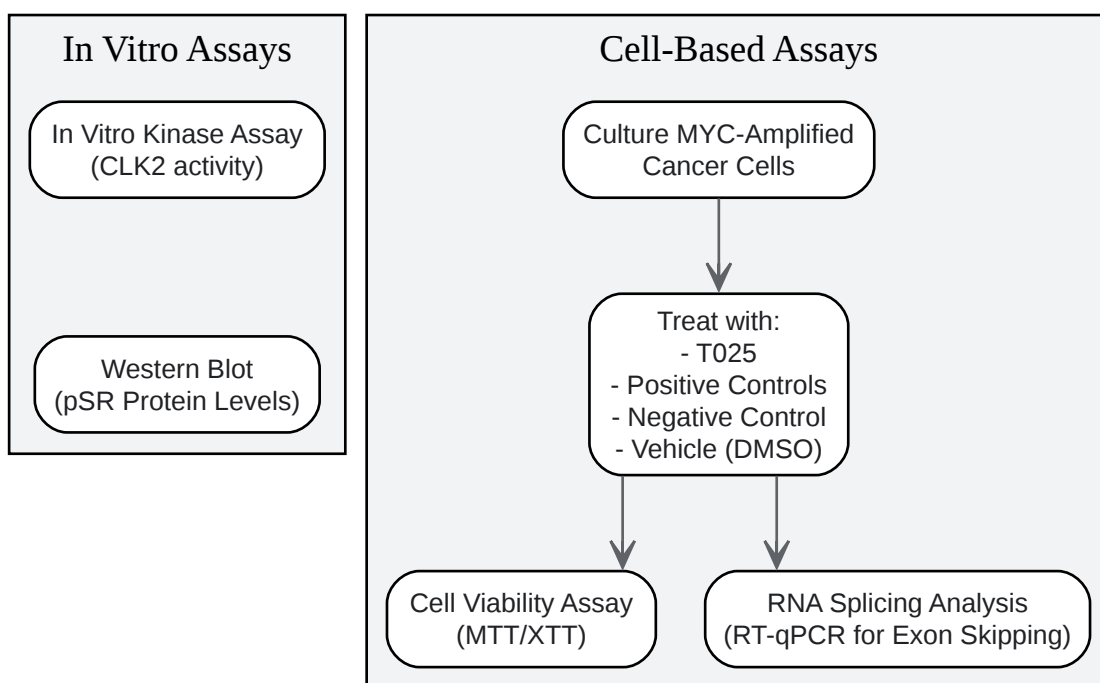 In Vitro Assays
In Vitro Kinase Assay
(CLK2 activity)
Western Blot
(pSR Protein Levels)
Cell-Based Assays
Culture MYC-Amplified
Cancer Cells
Treat with:
- T025
- Positive Controls
- Negative Control
- Vehicle (DMSO)
Cell Viability Assay
(MTT/XTT)
RNA Splicing Analysis
(RT-qPCR for Exon Skipping)